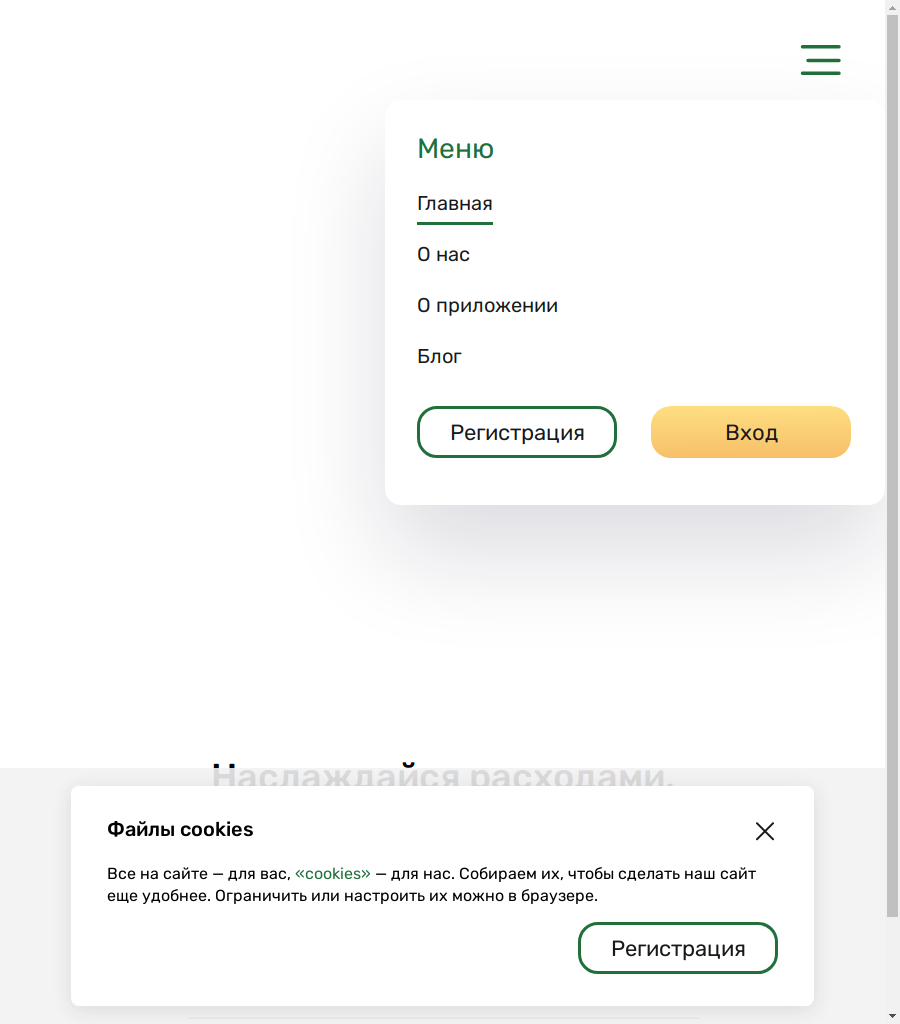 Меню
Главная
О нас
О приложении
Блог
Регистрация
Вход
Наслаждайся расходами.
Файлы cookies
Все на сайте — для вас, «cookies» — для нас. Собираем их, чтобы сделать наш сайт
еще удобнее. Ограничить или настроить их можно в браузере.
Регистрация